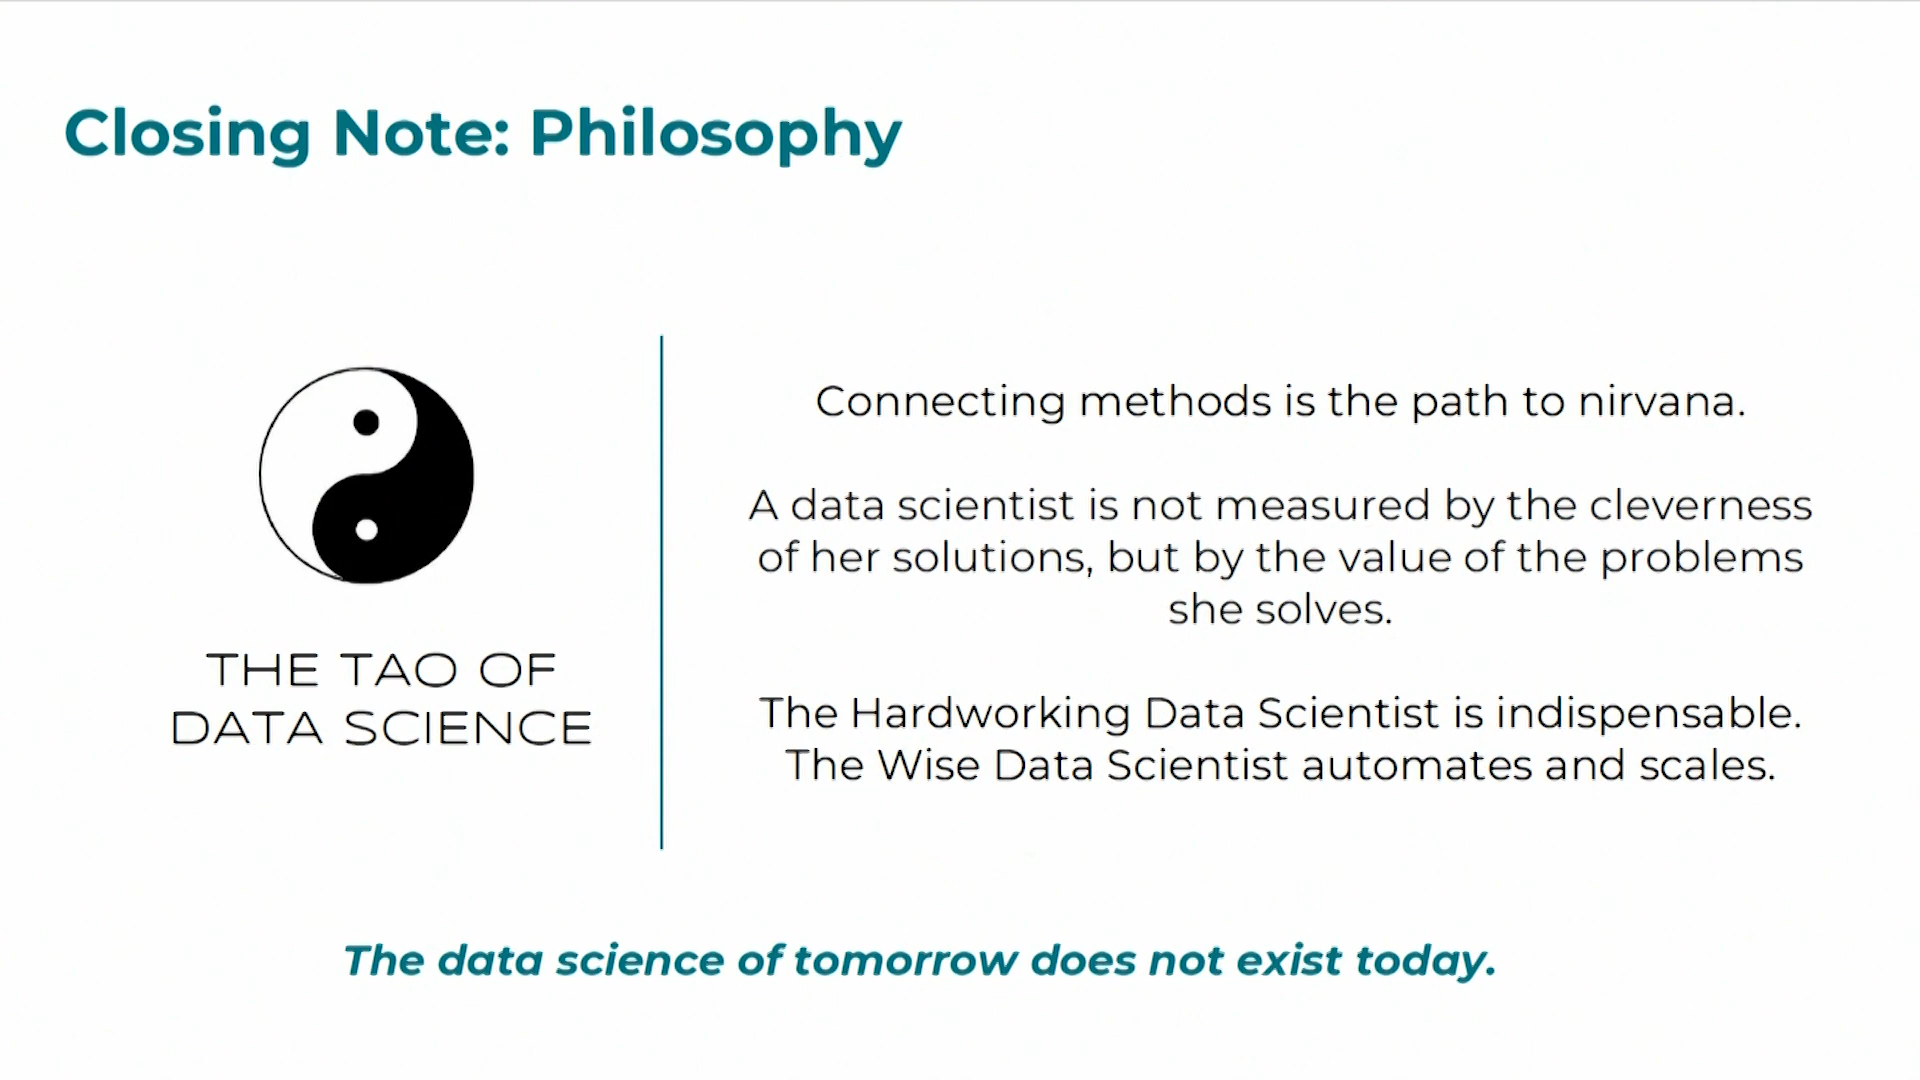 Closing Note: Philosophy
THE TAO OF
DATA SCIENCE
Connecting methods is the path to nirvana.
A data scientist is not measured by the cleverness
of her solutions, but by the value of the problems
she solves.
The Hardworking Data Scientist is indispensable.
The Wise Data Scientist automates and scales.
The data science of tomorrow does not exist today.